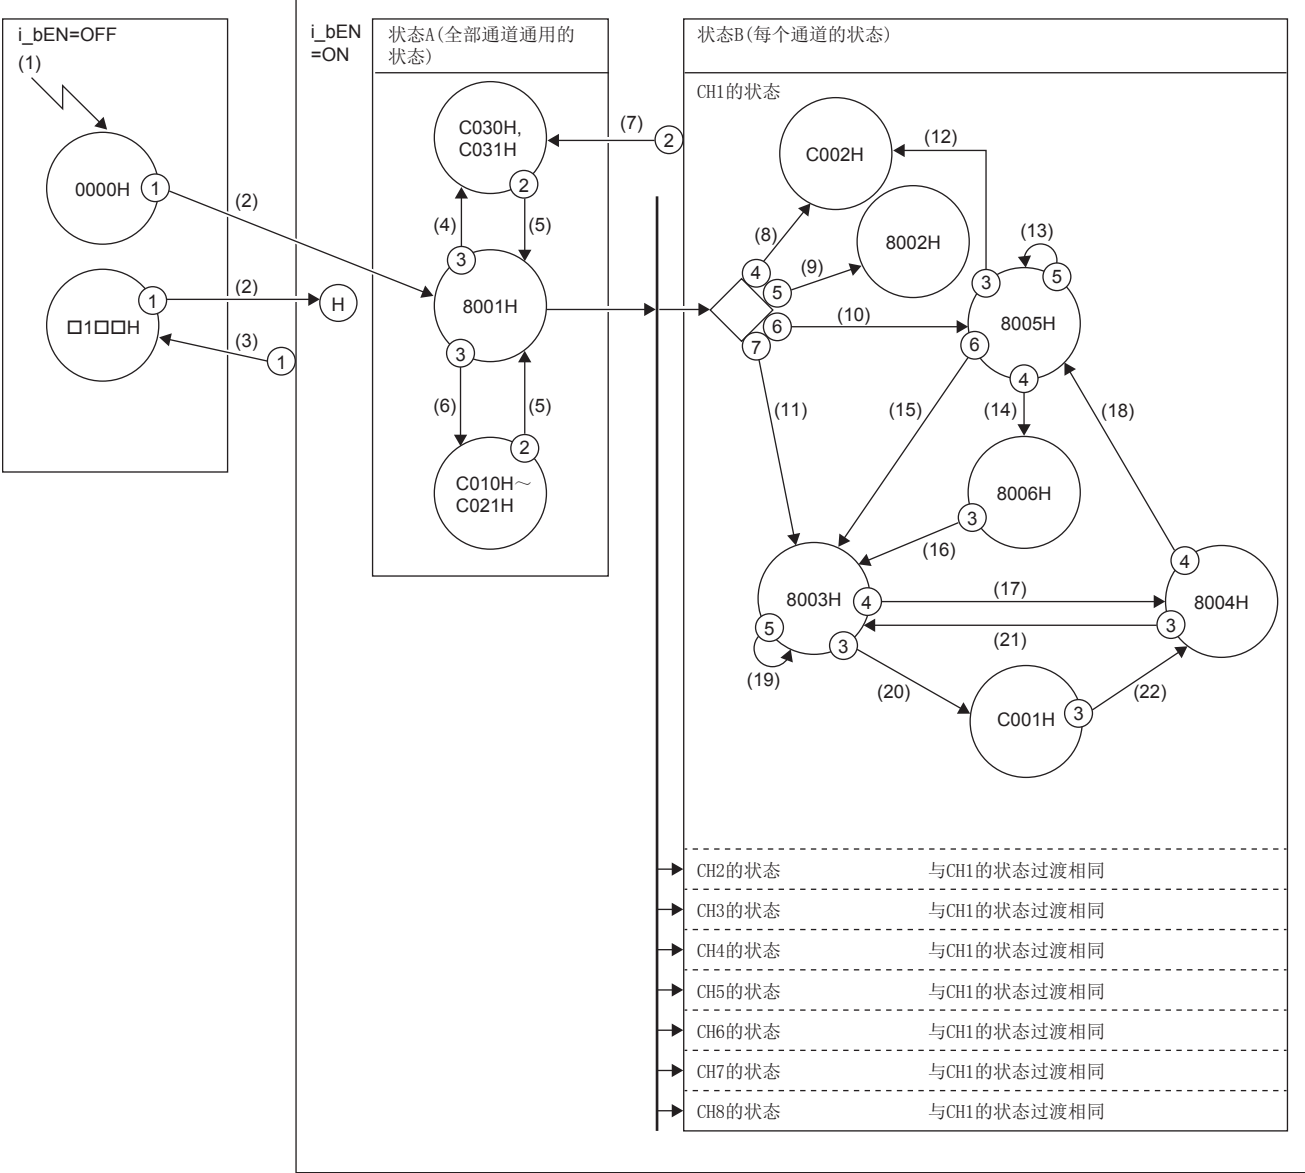 i_bEN=OFF
(1)
0000H
1
(2)
□1□□H
1
(2)
(3)
1
H
i_bEN
=ON
状态A(全部通道通用的
状态)
C030H,
C031H
2
(7)
2
(4)
(5)
3
8001H
3
(6)
(5)
2
C010H～
C021H
状态B(每个通道的状态)
CH1的状态
C002H
(12)
(8)
8002H
4
(9)
5
6
(10)
7
(13)
3
5
8005H
6
4
(11)
(15)
(14)
(18)
8006H
3
(16)
8003H
4
(17)
4
8004H
5
3
(21)
3
(19)
(20)
C001H
3
(22)
CH2的状态 与CH1的状态过渡相同
CH3的状态 与CH1的状态过渡相同
CH4的状态 与CH1的状态过渡相同
CH5的状态 与CH1的状态过渡相同
CH6的状态 与CH1的状态过渡相同
CH7的状态 与CH1的状态过渡相同
CH8的状态 与CH1的状态过渡相同